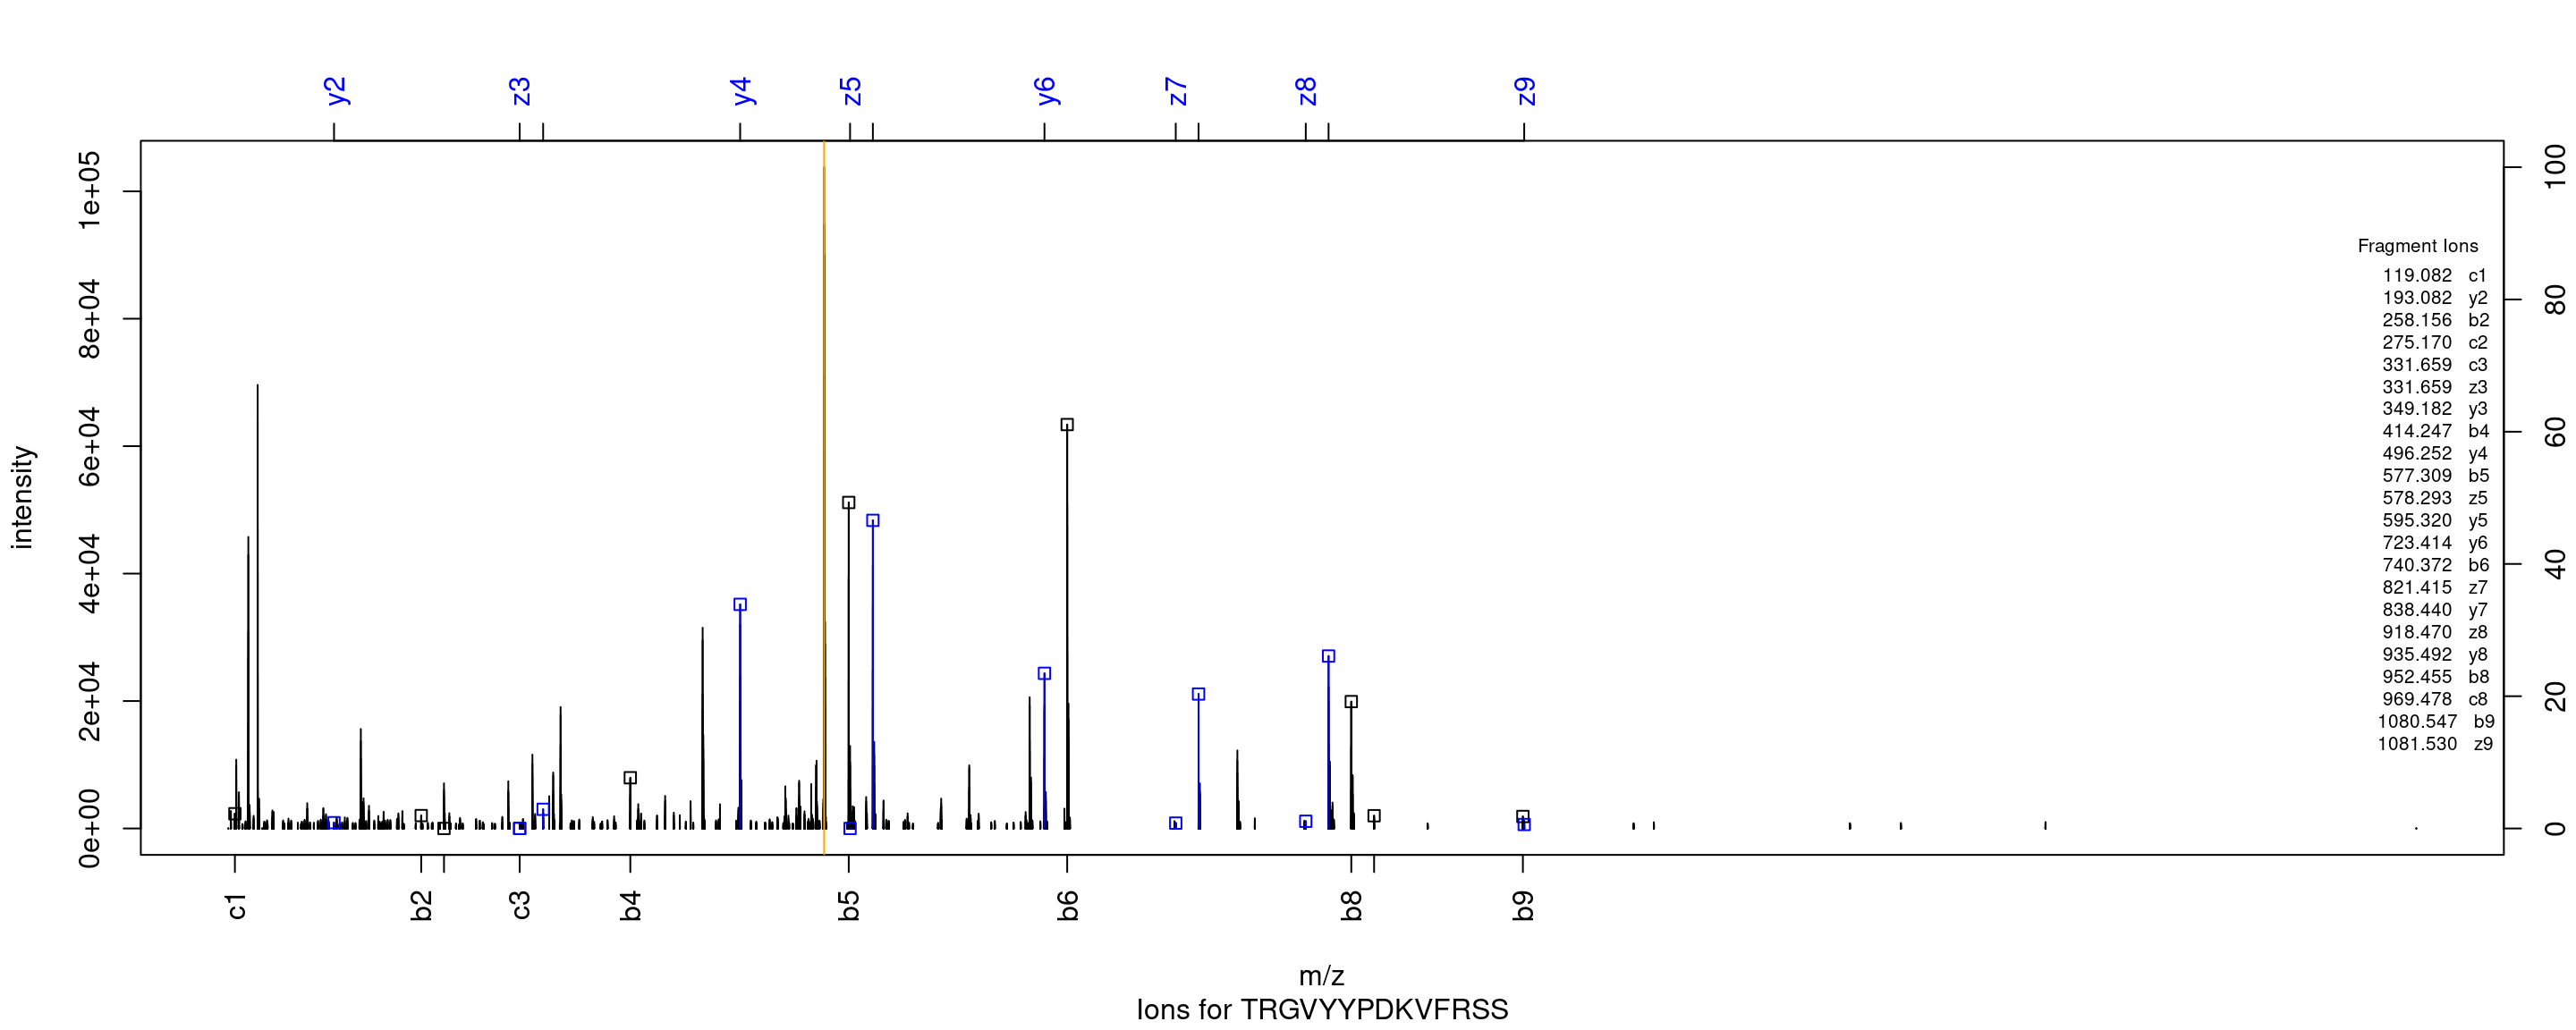 y2 z3 y4 z5 y6 z7 z8 z9
intensity
0e+00 2e+04 4e+04 6e+04 8e+04 1e+05
0 20 40 60 80 100
Fragment Ions
119.082 c1
193.082 y2
258.156 b2
275.170 c2
331.659 c3
331.659 z3
349.182 y3
414.247 b4
496.252 y4
577.309 b5
578.293 z5
595.320 y5
723.414 y6
740.372 b6
821.415 z7
838.440 y7
918.470 z8
935.492 y8
952.455 b8
969.478 c8
1080.547 b9
1081.530 z9
c1 b2 c3 b4 b5 b6 b8 b9
m/z
Ions for TRGVYYPDKVFRSS